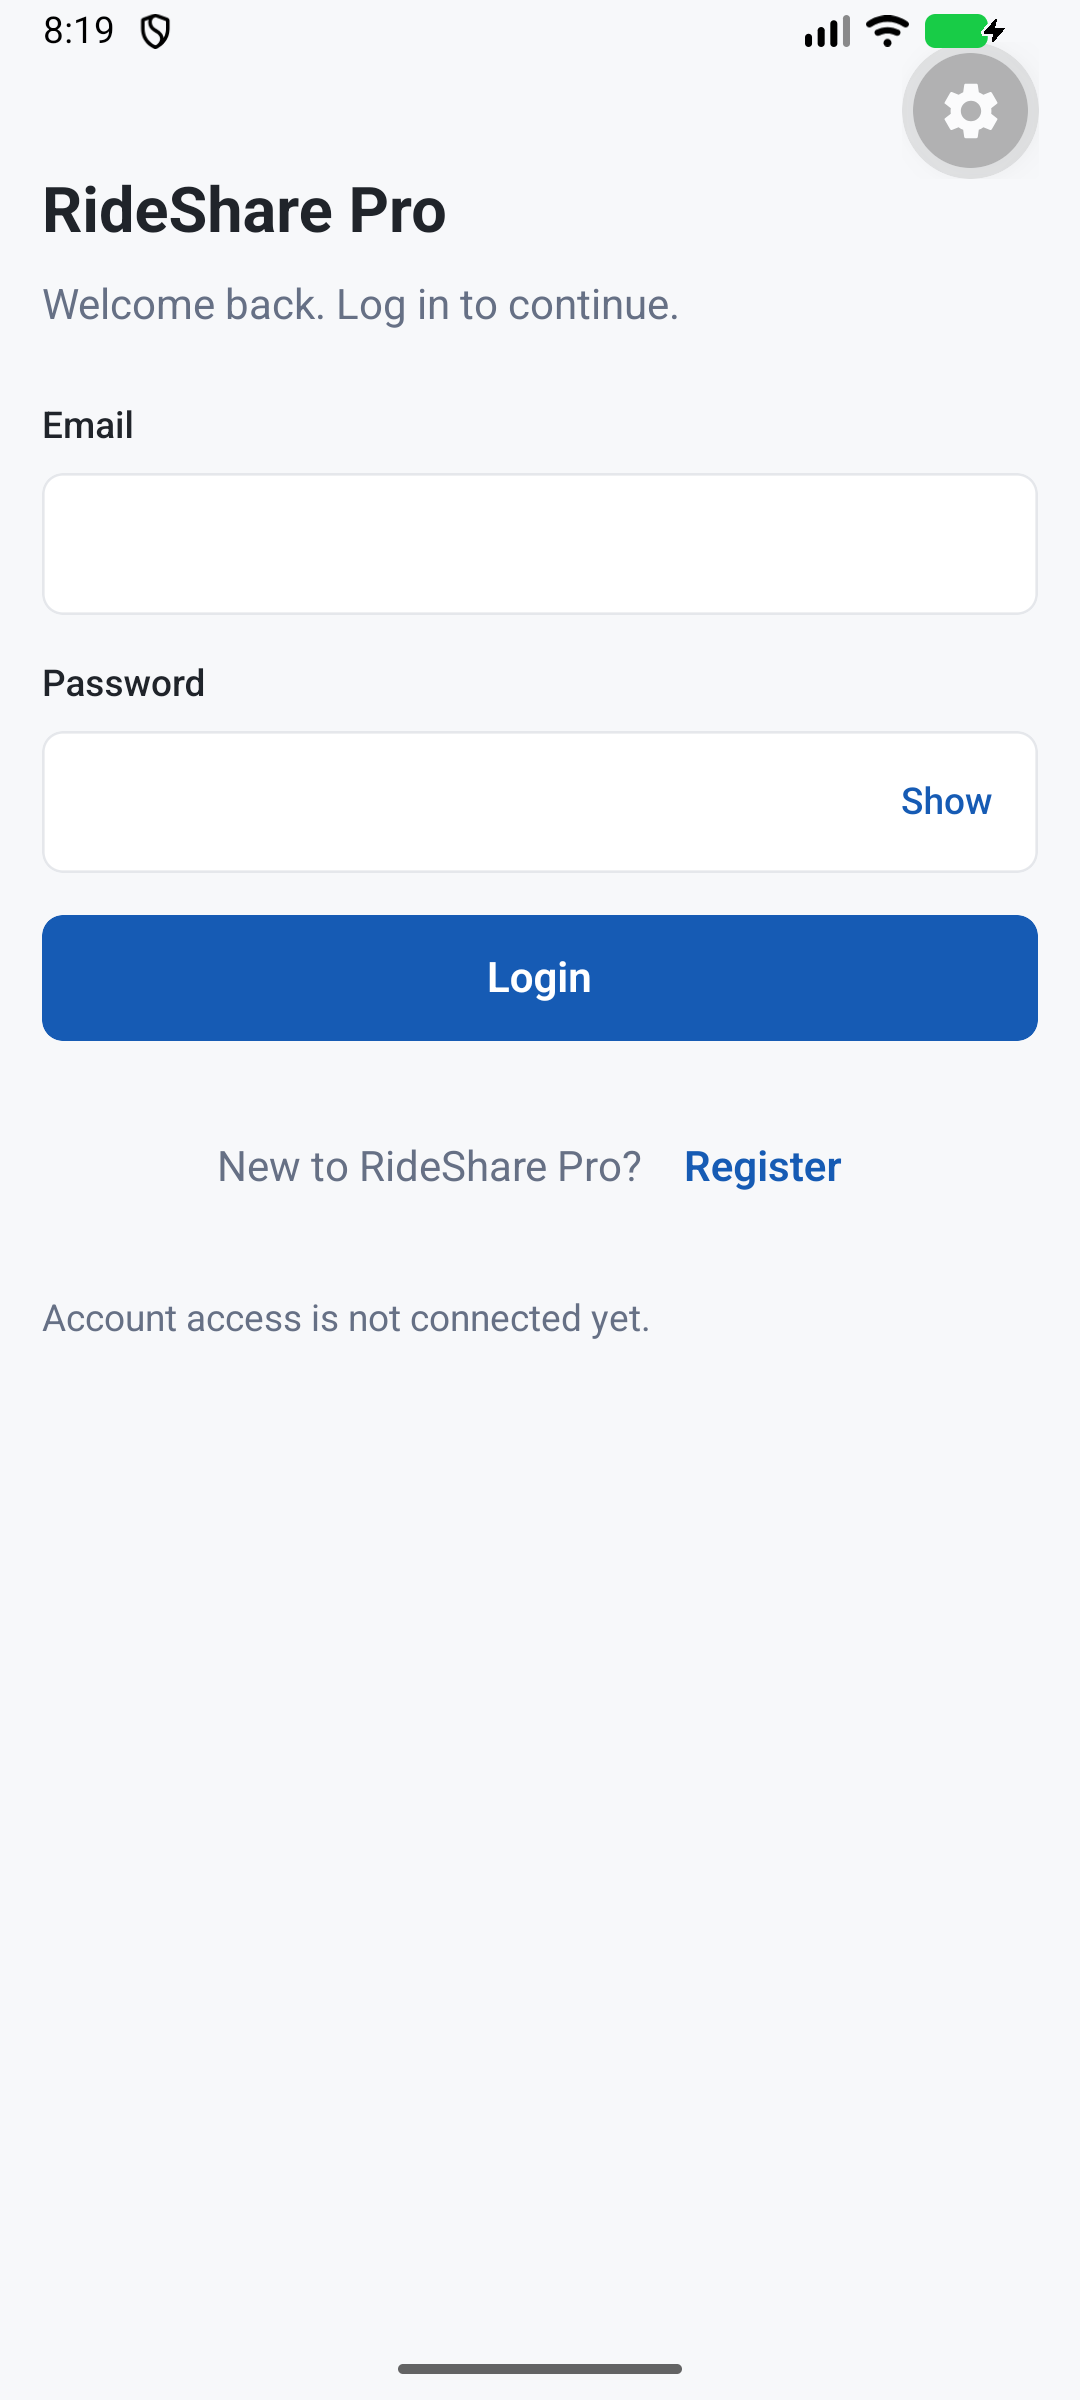 8:19
RideShare Pro
Welcome back. Log in to continue.
Email
Password
Show
Login
New to RideShare Pro? Register
Account access is not connected yet.